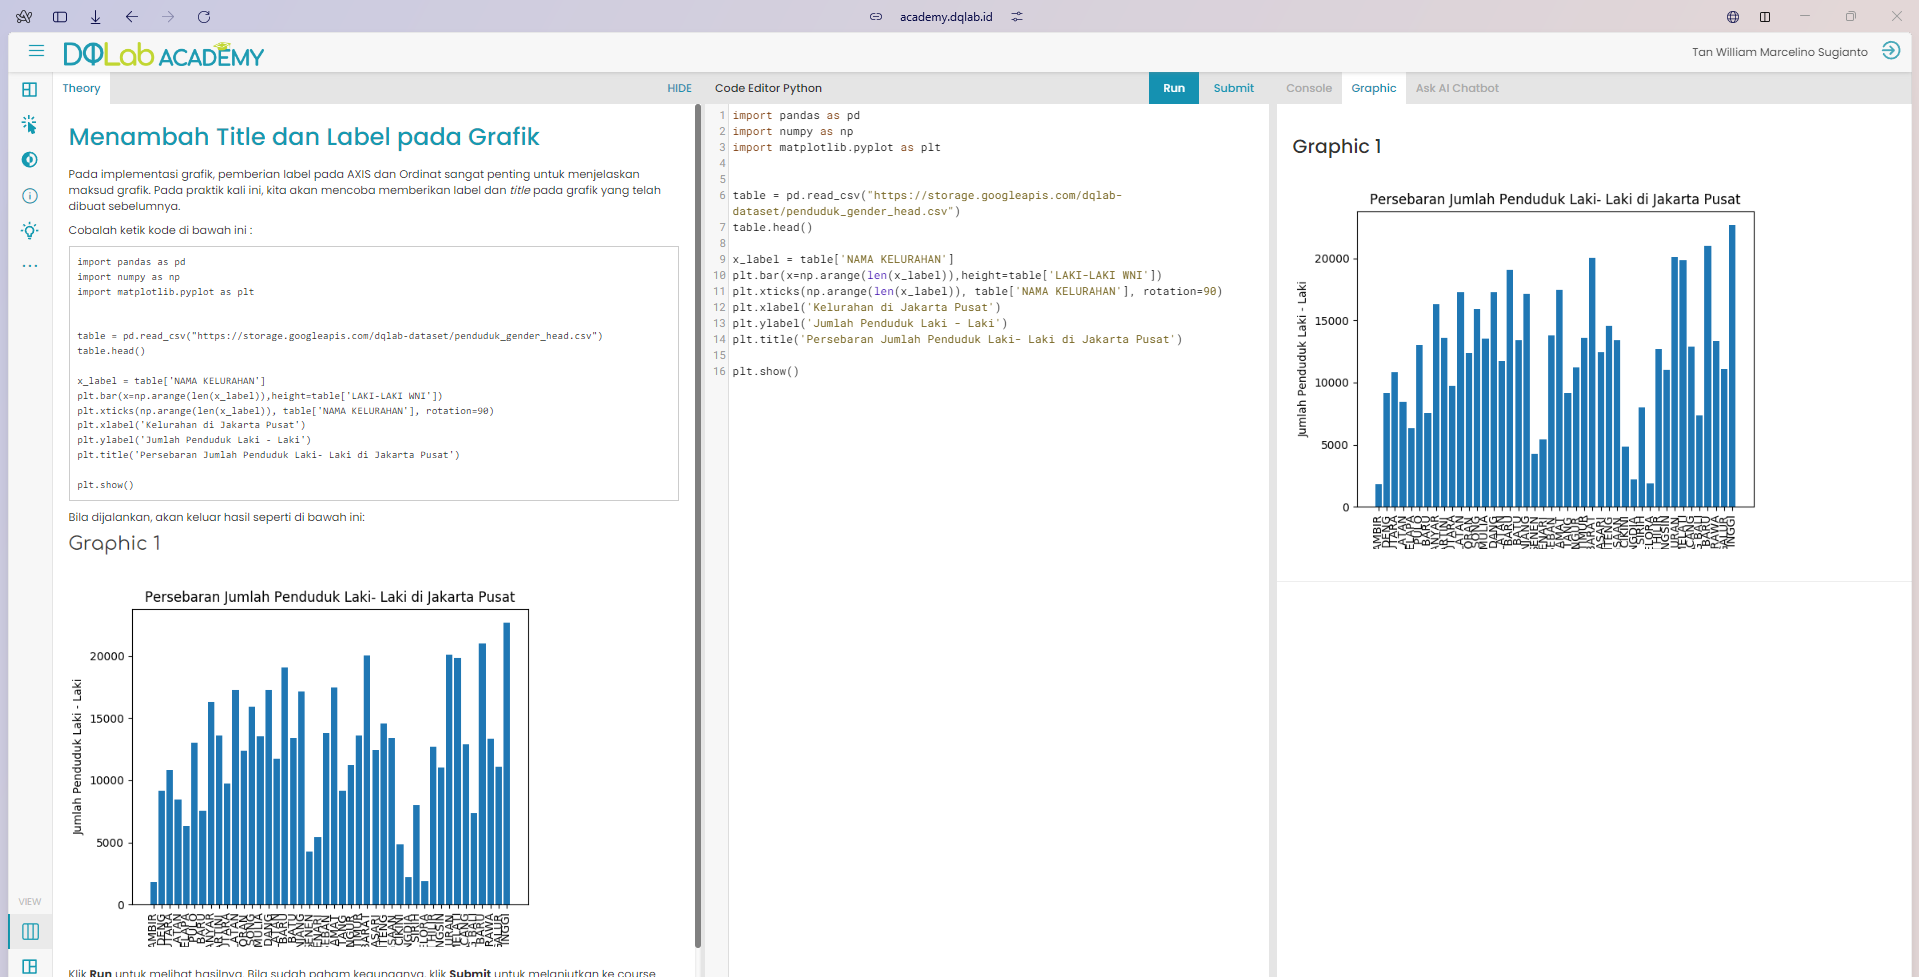 academy.dqlab.id
DQLab ACADEMY
Tan William Marcelino Sugianto
Theory
HIDE
Menambah Title dan Label pada Grafik
Pada implementasi grafik, pemberian label pada AXIS dan Ordinat sangat penting untuk menjelaskan
maksud grafik. Pada praktik kali ini, kita akan mencoba memberikan label dan title pada grafik yang telah
dibuat sebelumnya.
Cobalah ketik kode di bawah ini :
import pandas as pd
import numpy as np
import matplotlib.pyplot as plt
table = pd.read_csv("https://storage.googleapis.com/dqlab-dataset/penduduk_gender_head.csv")
table.head()
x_label = table['NAMA KELURAHAN']
plt.bar(x=np.arange(len(x_label)),height=table['LAKI-LAKI WNI'])
plt.xticks(np.arange(len(x_label)), table['NAMA KELURAHAN'], rotation=90)
plt.xlabel('Kelurahan di Jakarta Pusat')
plt.ylabel('Jumlah Penduduk Laki - Laki')
plt.title('Persebaran Jumlah Penduduk Laki- Laki di Jakarta Pusat')
plt.show()
Bila dijalankan, akan keluar hasil seperti di bawah ini:
Graphic 1
Persebaran Jumlah Penduduk Laki- Laki di Jakarta Pusat
Jumlah Penduduk Laki - Laki
20000
15000
10000
5000
0
Klik Run untuk melihat hasilnya. Bila sudah paham kegunaanya, klik Submit untuk melanjutkan ke course
VIEW
Code Editor Python
Run
Submit
1 import pandas as pd
2 import numpy as np
3 import matplotlib.pyplot as plt
4
5
6 table = pd.read_csv("https://storage.googleapis.com/dqlab-
dataset/penduduk_gender_head.csv")
7 table.head()
8
9 x_label = table['NAMA KELURAHAN']
10 plt.bar(x=np.arange(len(x_label)),height=table['LAKI-LAKI WNI'])
11 plt.xticks(np.arange(len(x_label)), table['NAMA KELURAHAN'], rotation=90)
12 plt.xlabel('Kelurahan di Jakarta Pusat')
13 plt.ylabel('Jumlah Penduduk Laki - Laki')
14 plt.title('Persebaran Jumlah Penduduk Laki- Laki di Jakarta Pusat')
15
16 plt.show()
Console
Graphic
Ask AI Chatbot
Graphic 1
Persebaran Jumlah Penduduk Laki- Laki di Jakarta Pusat
Jumlah Penduduk Laki - Laki
20000
15000
10000
5000
0